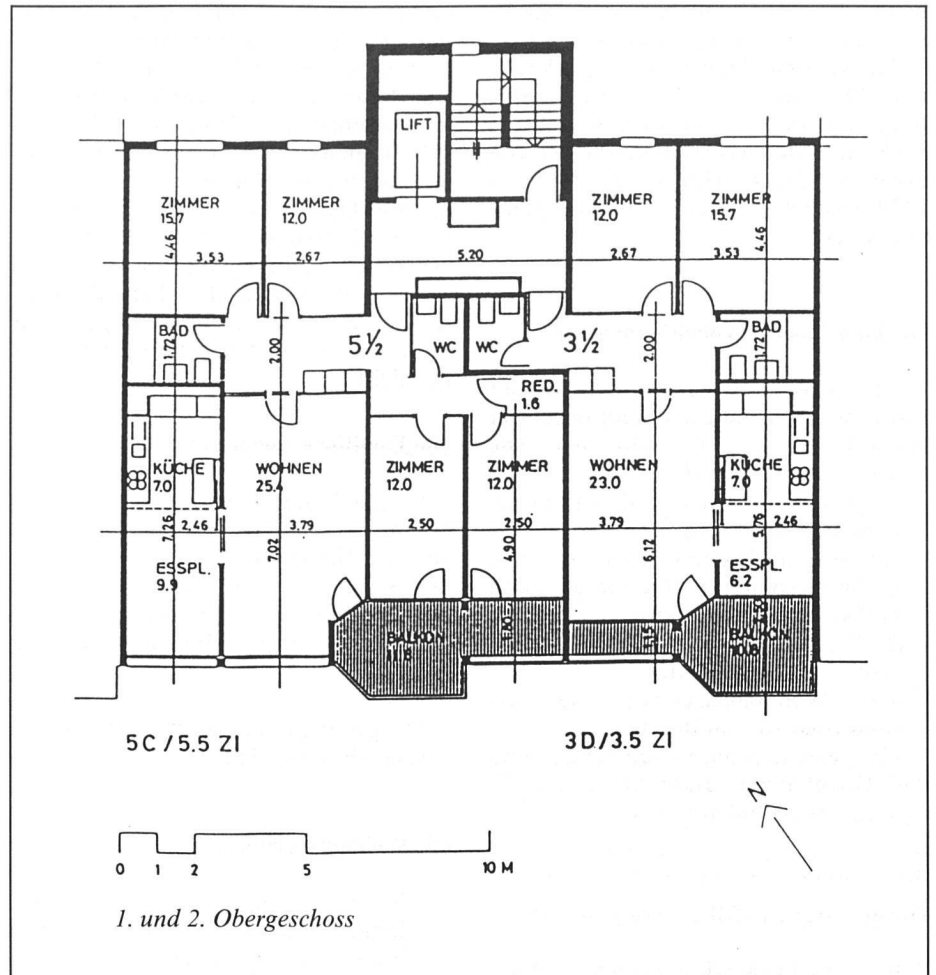 LIFT
ZIMMER
15.7
4.46
3.53
ZIMMER
12.0
2.67
5.20
ZIMMER
12.0
2.67
ZIMMER
15.7
4.46
3.53
BAD
1.72
2.00
5½
WC
WC
3½
2.00
BAD
1.72
RED.
1.6
KÜCHE
7.0
WOHNEN
25.4
ZIMMER
12.0
ZIMMER
12.0
WOHNEN
23.0
KÜCHE
7.0
7.26
2.46
3.79
7.02
2.50
2.50
4.90
3.79
6.12
5.76
2.46
ESSPL.
9.9
ESSPL.
6.2
BALKON
11.8
1.15
BALKON
5C / 5.5 ZI
3D / 3.5 ZI
N
0 1 2 5 10 M
1. und 2. Obergeschoss